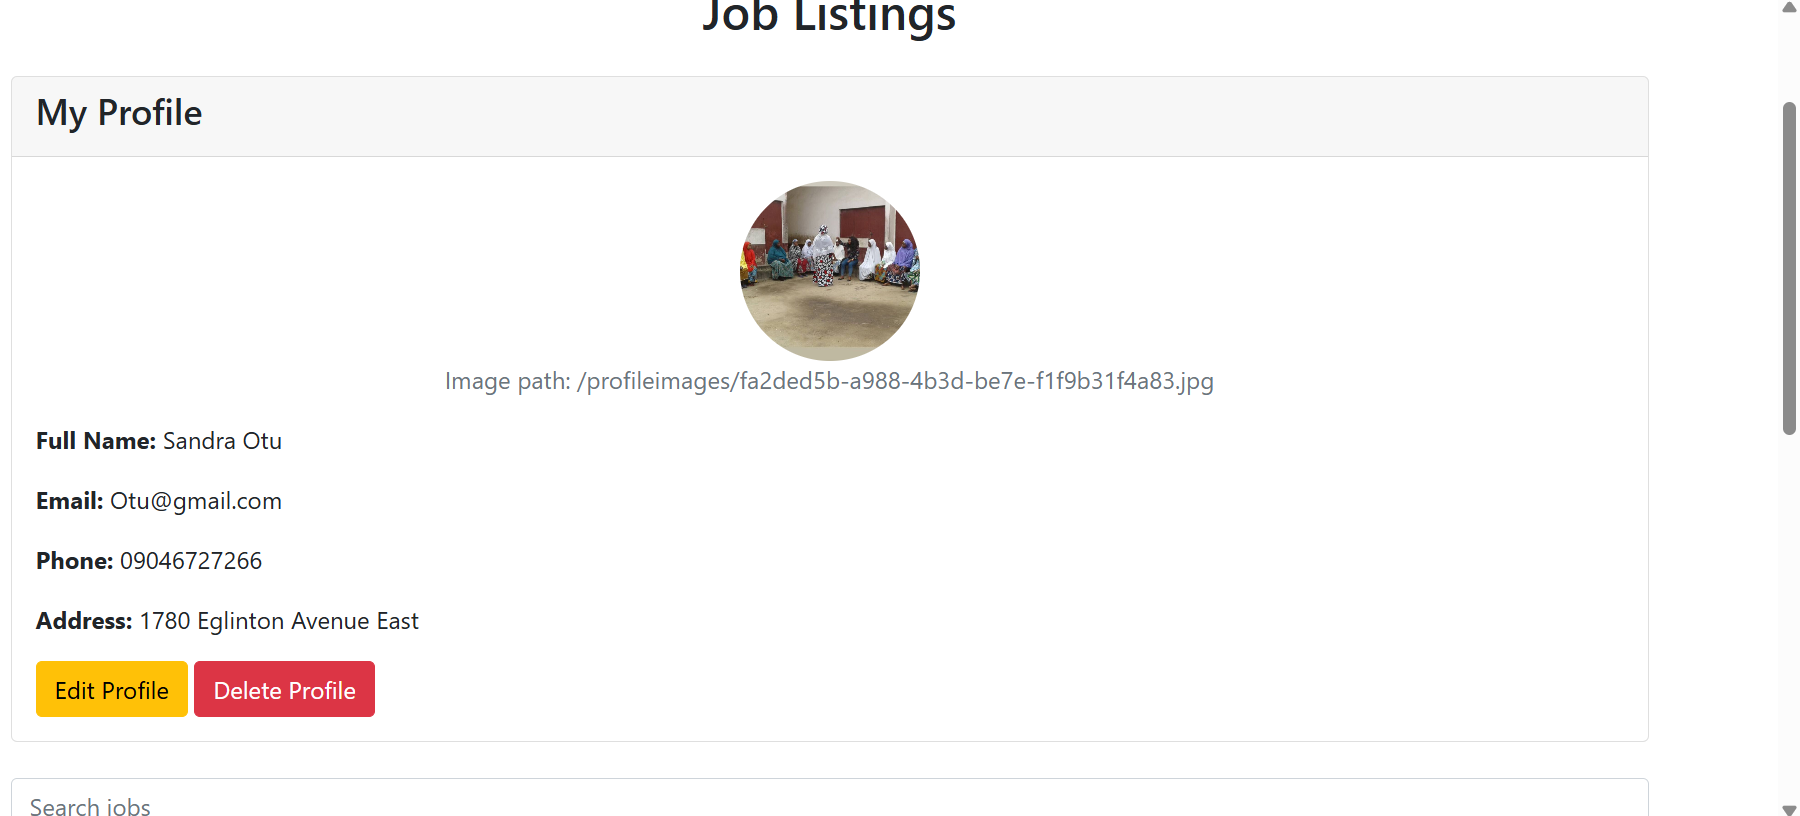 Job Listings
My Profile
Image path: /profileimages/fa2ded5b-a988-4b3d-be7e-f1f9b31f4a83.jpg
Full Name: Sandra Otu
Email: Otu@gmail.com
Phone: 09046727266
Address: 1780 Eglinton Avenue East
Edit Profile Delete Profile
Search jobs